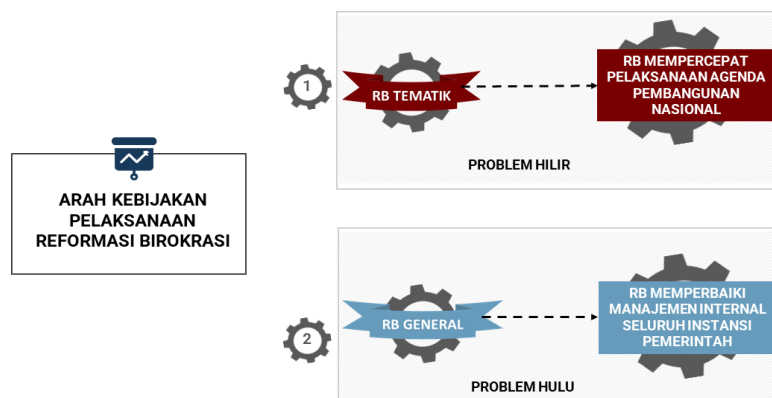 ARAH KEBIJAKAN
PELAKSANAAN
REFORMASI BIROKRASI
1
RB TEMATIK
RB MEMPERCEPAT
PELAKSANAAN AGENDA
PEMBANGUNAN
NASIONAL
PROBLEM HILIR
2
RB GENERAL
RB MEMPERBAIKI
MANAJEMEN INTERNAL
SELURUH INSTANSI
PEMERINTAH
PROBLEM HULU